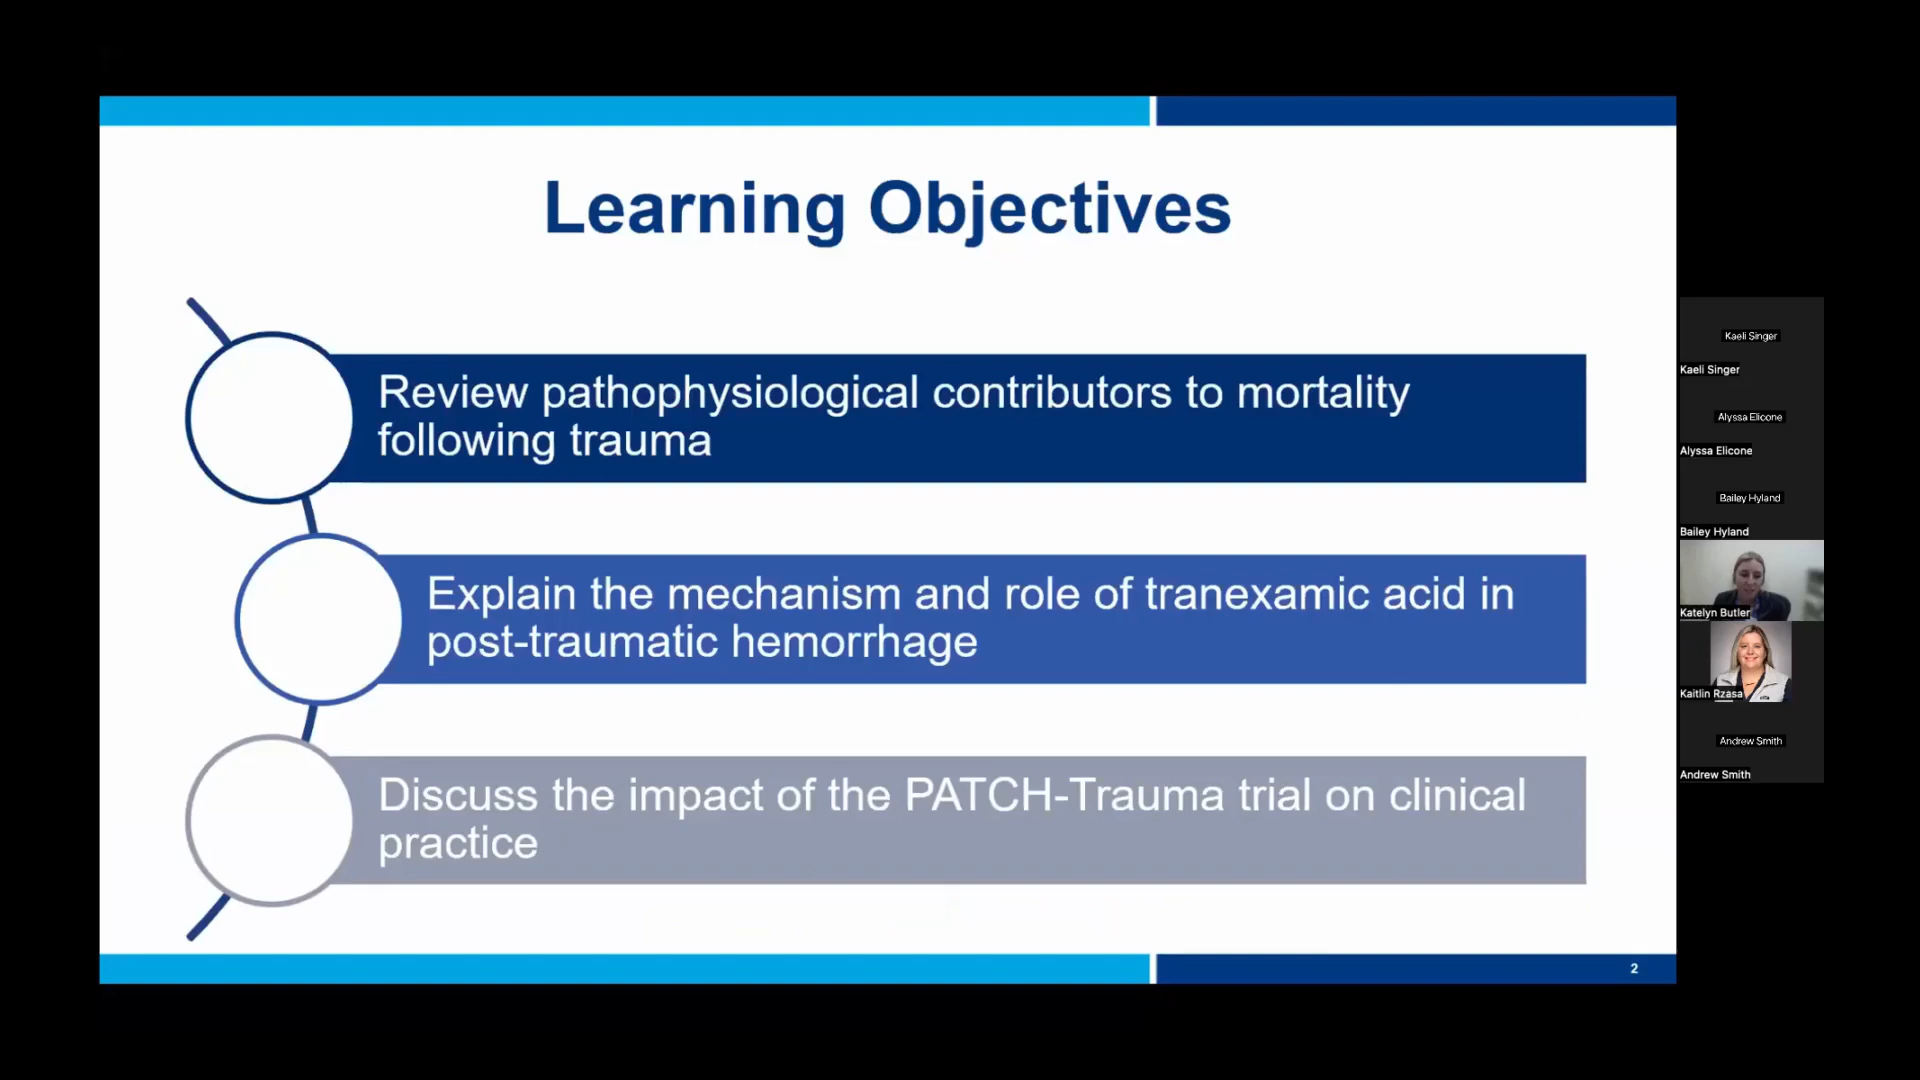 Learning Objectives
Review pathophysiological contributors to mortality
following trauma
Explain the mechanism and role of tranexamic acid in
post-traumatic hemorrhage
Discuss the impact of the PATCH-Trauma trial on clinical
practice
2
Kaeli Singer
Kaeli Singer
Alyssa Elicone
Alyssa Elicone
Bailey Hyland
Bailey Hyland
Katelyn Butler
Kaitlin Rzasa
Andrew Smith
Andrew Smith